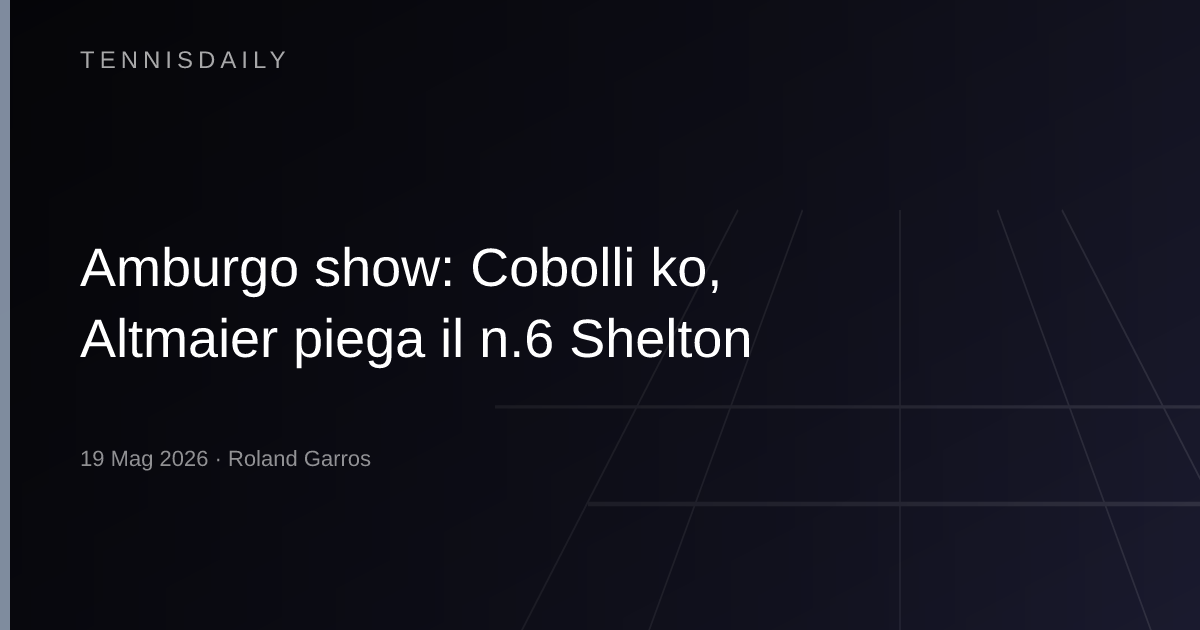 TENNISDAILY
Amburgo show: Cobolli ko,
Altmaier piega il n.6 Shelton
19 Mag 2026 · Roland Garros